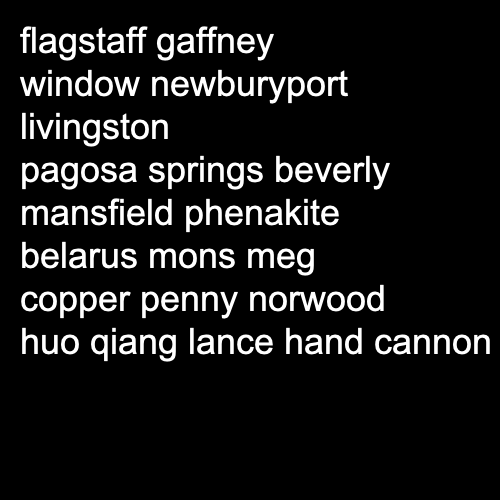 flagstaff gaffney
window newburyport
livingston
pagosa springs beverly
mansfield phenakite
belarus mons meg
copper penny norwood
huo qiang lance hand cannon